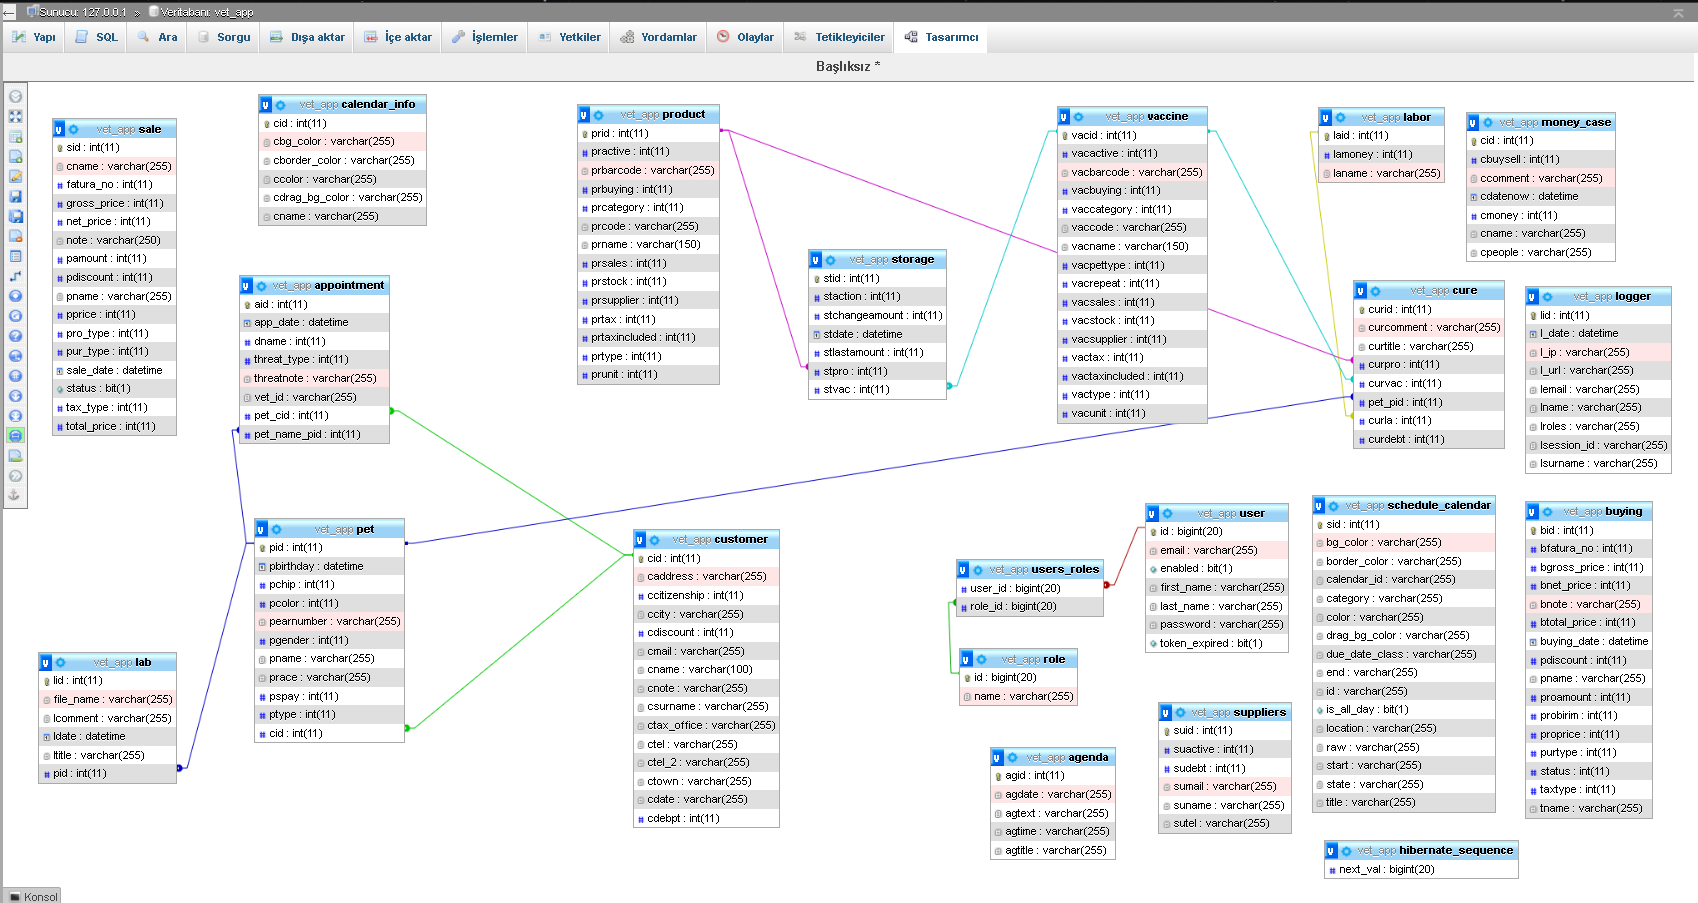 Sunucu: 127.0.0.1 » Veritabanı: vet_app
Yapı SQL Ara Sorgu Dışa aktar İçe aktar İşlemler Yetkiler Yordamlar Olaylar Tetikleyiciler Tasarımcı
Başlıksız *
vet_app sale
sid : int(11)
cname : varchar(255)
fatura_no : int(11)
gross_price : int(11)
net_price : int(11)
note : varchar(250)
pamount : int(11)
pdiscount : int(11)
pname : varchar(255)
pprice : int(11)
pro_type : int(11)
pur_type : int(11)
sale_date : datetime
status : bit(1)
tax_type : int(11)
total_price : int(11)
vet_app calendar_info
cid : int(11)
cbg_color : varchar(255)
cborder_color : varchar(255)
ccolor : varchar(255)
cdrag_bg_color : varchar(255)
cname : varchar(255)
vet_app appointment
aid : int(11)
app_date : datetime
dname : int(11)
threat_type : int(11)
threatnote : varchar(255)
vet_id : varchar(255)
pet_cid : int(11)
pet_name_pid : int(11)
vet_app pet
pid : int(11)
pbirthday : datetime
pchip : int(11)
pcolor : int(11)
pearnumber : varchar(255)
pgender : int(11)
pname : varchar(255)
prace : varchar(255)
pspay : int(11)
ptype : int(11)
cid : int(11)
vet_app lab
lid : int(11)
file_name : varchar(255)
lcomment : varchar(255)
ldate : datetime
ltitle : varchar(255)
pid : int(11)
vet_app product
prid : int(11)
practive : int(11)
prbarcode : varchar(255)
prbuying : int(11)
prcategory : int(11)
prcode : varchar(255)
prname : varchar(150)
prsales : int(11)
prstock : int(11)
prsupplier : int(11)
prtax : int(11)
prtaxincluded : int(11)
prtype : int(11)
prunit : int(11)
vet_app storage
stid : int(11)
staction : int(11)
stchangeamount : int(11)
stdate : datetime
stlastamount : int(11)
stpro : int(11)
stvac : int(11)
vet_app customer
cid : int(11)
caddress : varchar(255)
ccitizenship : int(11)
ccity : varchar(255)
cdiscount : int(11)
cmail : varchar(255)
cname : varchar(100)
cnote : varchar(255)
csurname : varchar(255)
ctax_office : varchar(255)
ctel : varchar(255)
ctel_2 : varchar(255)
ctown : varchar(255)
cdate : varchar(255)
cdebpt : int(11)
vet_app vaccine
vacid : int(11)
vacactive : int(11)
vacbarcode : varchar(255)
vacbuying : int(11)
vaccategory : int(11)
vaccode : varchar(255)
vacname : varchar(150)
vacpettype : int(11)
vacrepeat : int(11)
vacsales : int(11)
vacstock : int(11)
vacsupplier : int(11)
vactax : int(11)
vactaxincluded : int(11)
vactype : int(11)
vacunit : int(11)
vet_app labor
laid : int(11)
lamoney : int(11)
laname : varchar(255)
vet_app money_case
cid : int(11)
cbuysell : int(11)
ccomment : varchar(255)
cdatenow : datetime
cmoney : int(11)
cname : varchar(255)
cpeople : varchar(255)
vet_app cure
curid : int(11)
curcomment : varchar(255)
curtitle : varchar(255)
curpro : int(11)
curvac : int(11)
pet_pid : int(11)
curla : int(11)
curdebt : int(11)
vet_app logger
lid : int(11)
l_date : datetime
l_ip : varchar(255)
l_url : varchar(255)
lemail : varchar(255)
lname : varchar(255)
lroles : varchar(255)
lsession_id : varchar(255)
lsurname : varchar(255)
vet_app users_roles
user_id : bigint(20)
role_id : bigint(20)
vet_app role
id : bigint(20)
name : varchar(255)
vet_app user
id : bigint(20)
email : varchar(255)
enabled : bit(1)
first_name : varchar(255)
last_name : varchar(255)
password : varchar(255)
token_expired : bit(1)
vet_app agenda
agid : int(11)
agdate : varchar(255)
agtext : varchar(255)
agtime : varchar(255)
agtitle : varchar(255)
vet_app suppliers
suid : int(11)
suactive : int(11)
sudebt : int(11)
sumail : varchar(255)
suname : varchar(255)
sutel : varchar(255)
vet_app schedule_calendar
sid : int(11)
bg_color : varchar(255)
border_color : varchar(255)
calendar_id : varchar(255)
category : varchar(255)
color : varchar(255)
drag_bg_color : varchar(255)
due_date_class : varchar(255)
end : varchar(255)
id : varchar(255)
is_all_day : bit(1)
location : varchar(255)
raw : varchar(255)
start : varchar(255)
state : varchar(255)
title : varchar(255)
vet_app buying
bid : int(11)
bfatura_no : int(11)
bgross_price : int(11)
bnet_price : int(11)
bnote : varchar(255)
btotal_price : int(11)
buying_date : datetime
pdiscount : int(11)
pname : varchar(255)
proamount : int(11)
probirim : int(11)
proprice : int(11)
purtype : int(11)
status : int(11)
taxtype : int(11)
tname : varchar(255)
vet_app hibernate_sequence
next_val : bigint(20)
Konsol